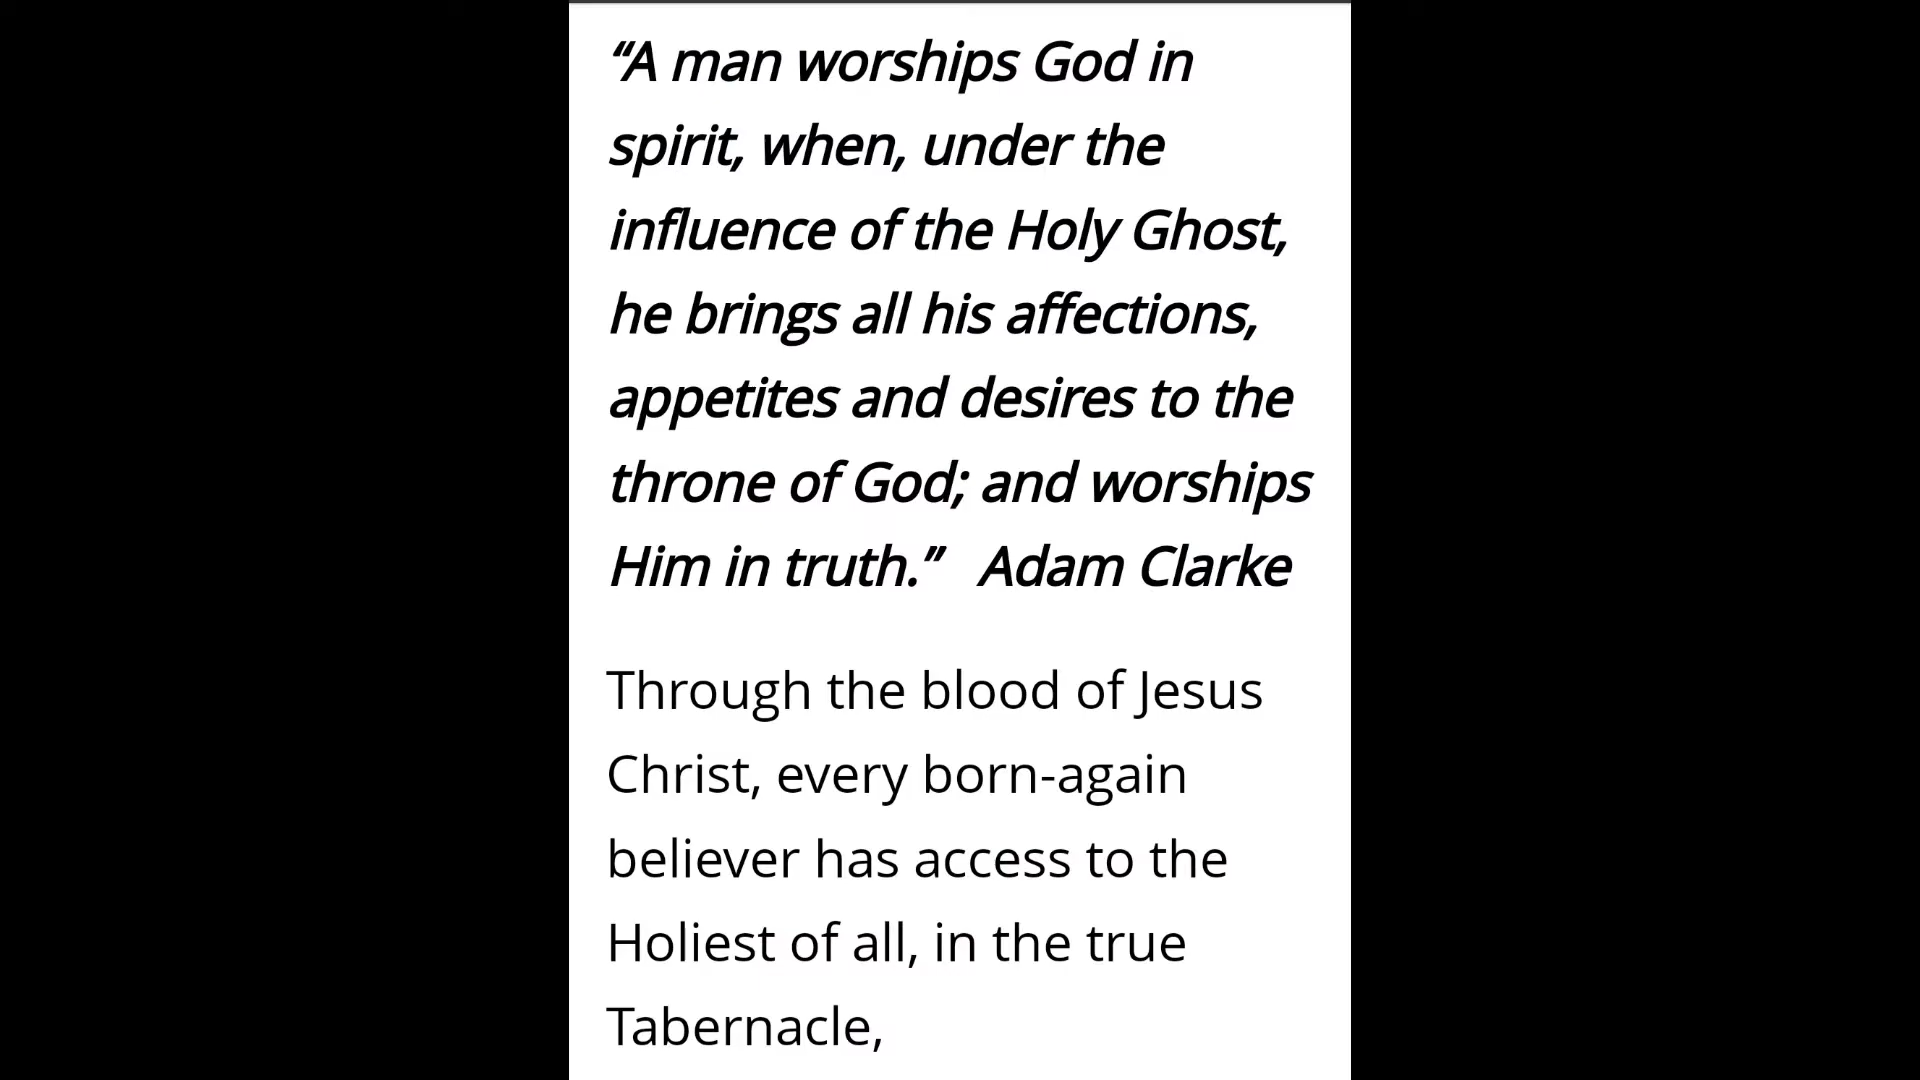 “A man worships God in
spirit, when, under the
influence of the Holy Ghost,
he brings all his affections,
appetites and desires to the
throne of God; and worships
Him in truth.”   Adam Clarke
Through the blood of Jesus
Christ, every born-again
believer has access to the
Holiest of all, in the true
Tabernacle,